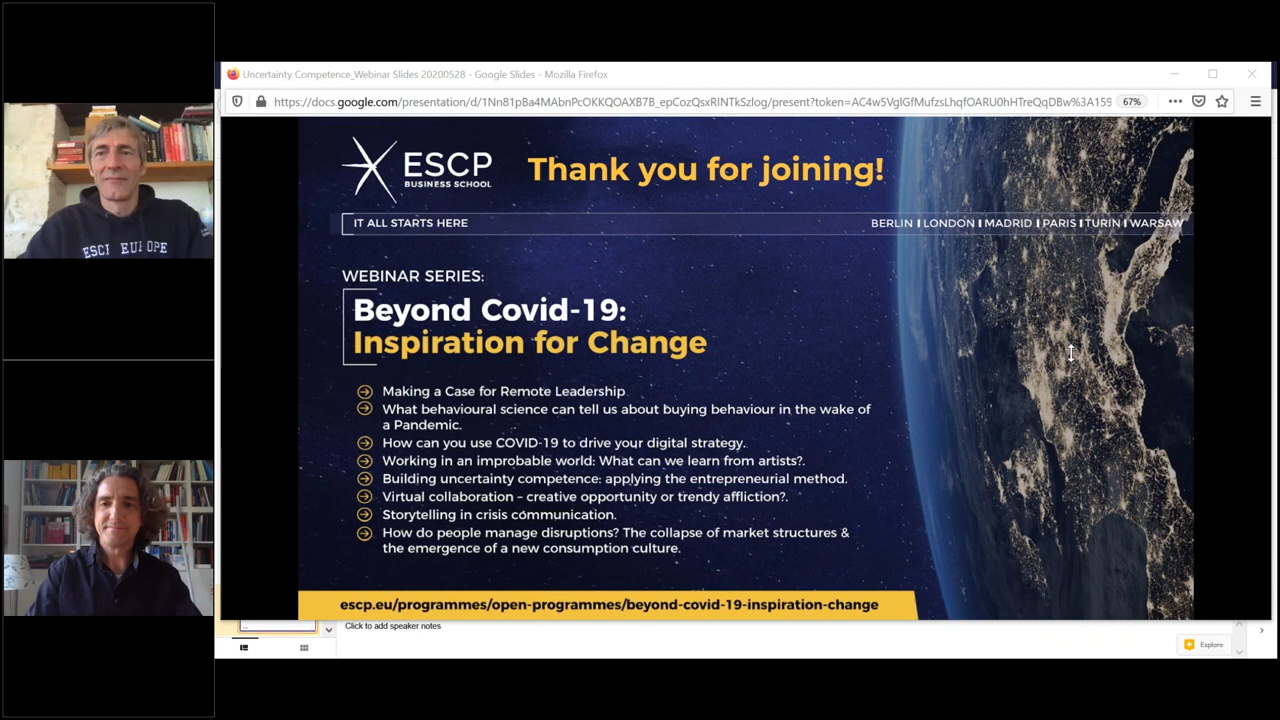 Uncertainty Competence_Webinar Slides 20200528 - Google Slides - Mozilla Firefox
https://docs.google.com/presentation/d/1Nn81pBa4MAbnPcOKKQOAXB7B_epCozQsxRINTkSzlog/present?token=AC4w5VglGfMufzsLhqfOARU0hHTreQqDBw%3A159
67%
ESCP
BUSINESS SCHOOL
Thank you for joining!
IT ALL STARTS HERE
BERLIN I LONDON I MADRID I PARIS I TURIN I WARSAW
WEBINAR SERIES:
Beyond Covid-19:
Inspiration for Change
Making a Case for Remote Leadership
What behavioural science can tell us about buying behaviour in the wake of
a Pandemic.
How can you use COVID-19 to drive your digital strategy.
Working in an improbable world: What can we learn from artists?.
Building uncertainty competence: applying the entrepreneurial method.
Virtual collaboration – creative opportunity or trendy affliction?.
Storytelling in crisis communication.
How do people manage disruptions? The collapse of market structures &
the emergence of a new consumption culture.
escp.eu/programmes/open-programmes/beyond-covid-19-inspiration-change
Click to add speaker notes
Explore
ESCP EUROPE